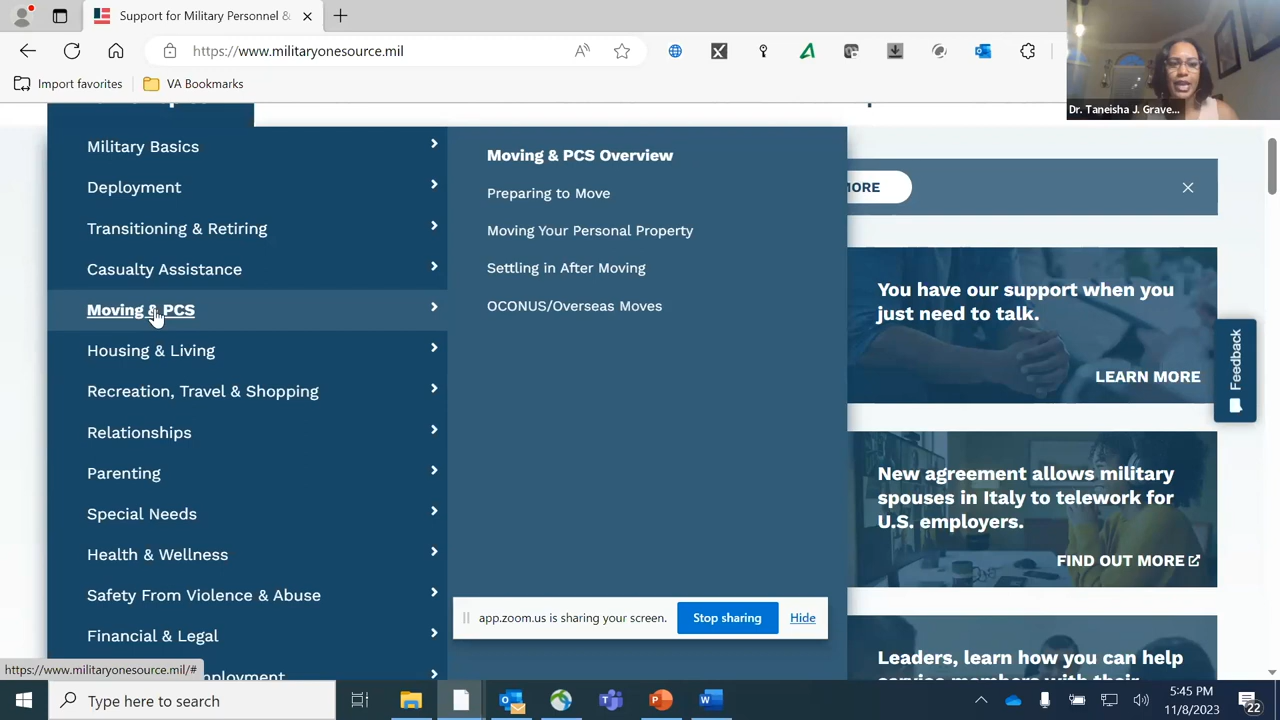 Support for Military Personnel &
https://www.militaryonesource.mil
Import favorites
VA Bookmarks
Dr. Taneisha J. Grave...
Military Basics
Deployment
Transitioning & Retiring
Casualty Assistance
Moving & PCS
Housing & Living
Recreation, Travel & Shopping
Relationships
Parenting
Special Needs
Health & Wellness
Safety From Violence & Abuse
Financial & Legal
Moving & PCS Overview
Preparing to Move
Moving Your Personal Property
Settling in After Moving
OCONUS/Overseas Moves
MORE
You have our support when you
just need to talk.
LEARN MORE
Feedback
New agreement allows military
spouses in Italy to telework for
U.S. employers.
FIND OUT MORE
Leaders, learn how you can help
service members with their
app.zoom.us is sharing your screen.
Stop sharing
Hide
https://www.militaryonesource.mil/#
Type here to search
5:45 PM
11/8/2023
22